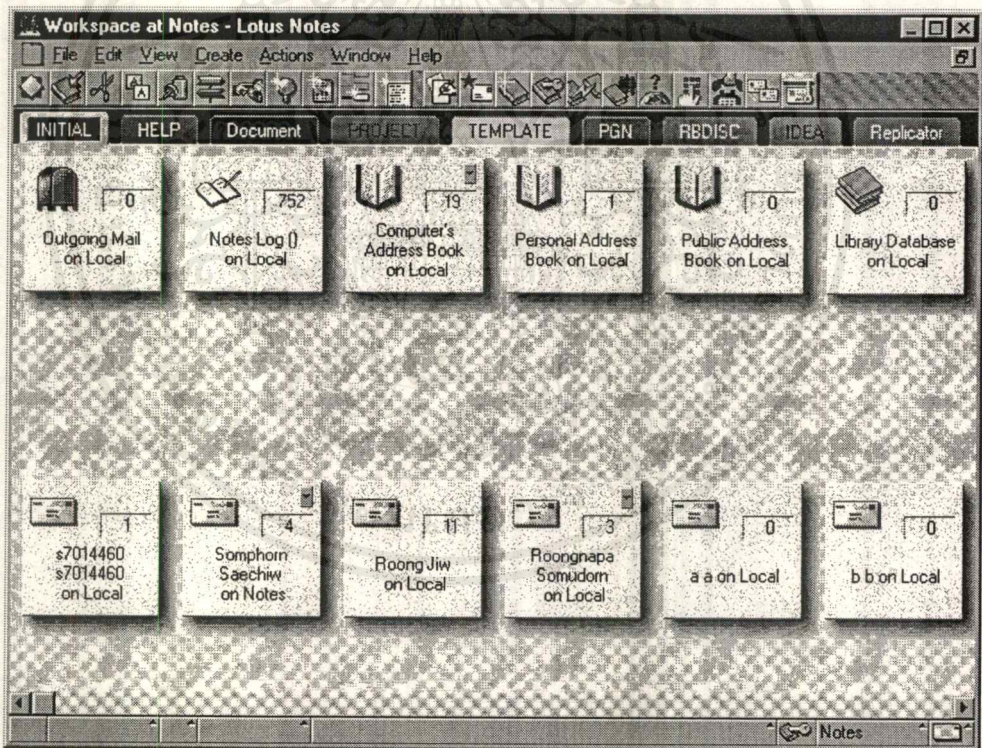 Workspace at Notes - Lotus Notes
File Edit View Create Actions Window Help
INITIAL HELP Document PROJECT TEMPLATE PGN RBDISC IDEA Replicator
0 752 19 1 0 0
Outgoing Mail
on Local
Notes Log ()
on Local
Computer's
Address Book
on Local
Personal Address
Book on Local
Public Address
Book on Local
Library Database
on Local
1 4 11 3 0 0
s7014460
s7014460
on Local
Somphorn
Saechiw
on Notes
Roong Jiw
on Local
Roongnapa
Somudorn
on Local
a a on Local
b b on Local
Notes